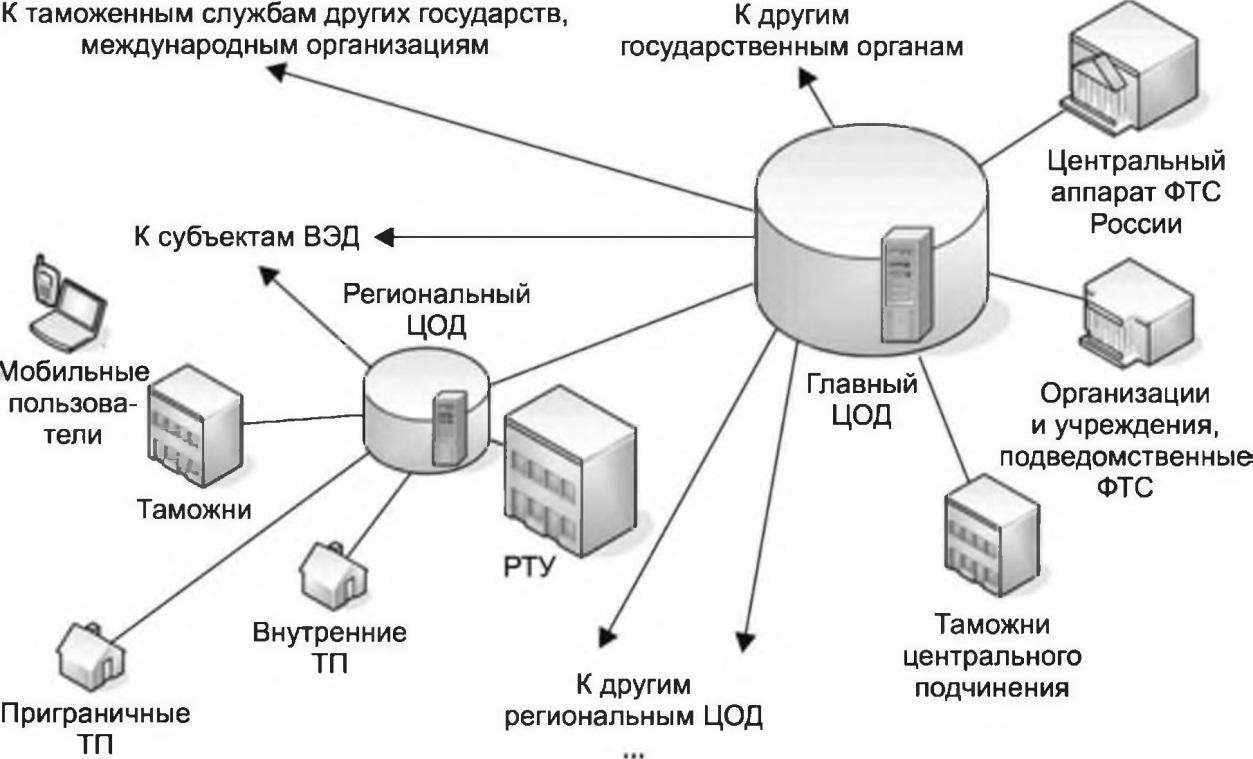 К таможенным службам других государств,
международным организациям
К другим
государственным органам
Центральный
аппарат ФТС
России
К субъектам ВЭД
Региональный
ЦОД
Мобильные
пользова-
тели
Главный
ЦОД
Организации
и учреждения,
подведомственные
ФТС
Таможни
РТУ
Внутренние
ТП
Таможни
центрального
подчинения
Приграничные
ТП
К другим
региональным ЦОД
...